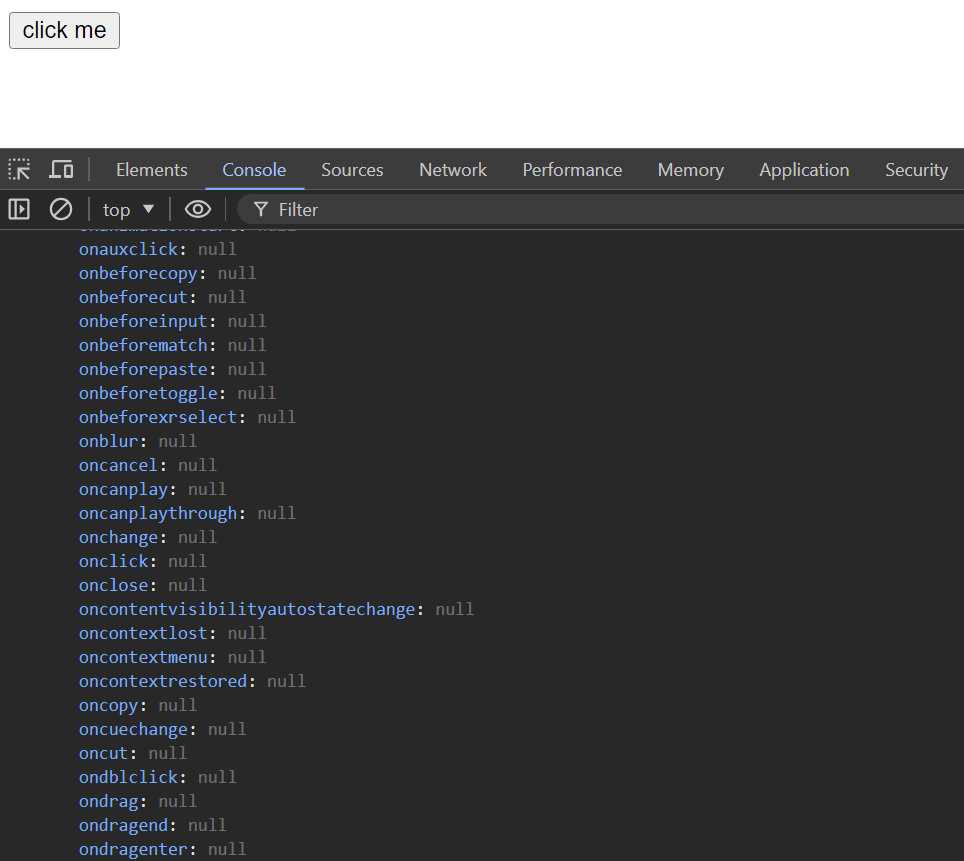 click me
Elements Console Sources Network Performance Memory Application Security
top Filter
onauxclick: null
onbeforecopy: null
onbeforecut: null
onbeforeinput: null
onbeforematch: null
onbeforepaste: null
onbeforetoggle: null
onbeforexrselect: null
onblur: null
oncancel: null
oncanplay: null
oncanplaythrough: null
onchange: null
onclick: null
onclose: null
oncontentvisibilityautostatechange: null
oncontextlost: null
oncontextmenu: null
oncontextrestored: null
oncopy: null
oncuechange: null
oncut: null
ondblclick: null
ondrag: null
ondragend: null
ondragenter: null